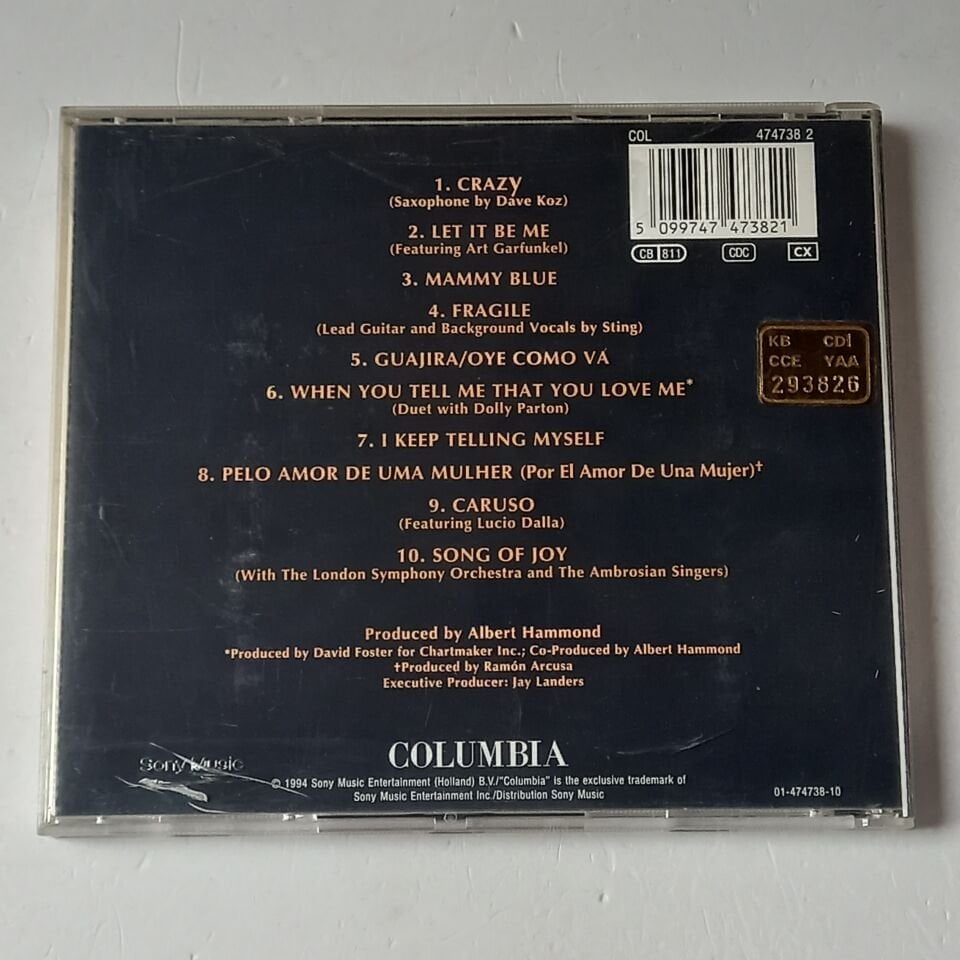 COL 474738 2
5 099747 473821
CB 811 CDC CX
1. CRAZY
(Saxophone by Dave Koz)
2. LET IT BE ME
(Featuring Art Garfunkel)
3. MAMMY BLUE
4. FRAGILE
(Lead Guitar and Background Vocals by Sting)
5. GUAJIRA/OYE COMO VÁ
6. WHEN YOU TELL ME THAT YOU LOVE ME*
(Duet with Dolly Parton)
7. I KEEP TELLING MYSELF
8. PELO AMOR DE UMA MULHER (Por El Amor De Una Mujer)†
9. CARUSO
(Featuring Lucio Dalla)
10. SONG OF JOY
(With The London Symphony Orchestra and The Ambrosian Singers)
KB CDI
CCE YAA
293826
Produced by Albert Hammond
*Produced by David Foster for Chartmaker Inc.; Co-Produced by Albert Hammond
†Produced by Ramón Arcusa
Executive Producer: Jay Landers
COLUMBIA
Sony Music
© 1994 Sony Music Entertainment (Holland) B.V./"Columbia" is the exclusive trademark of
Sony Music Entertainment Inc./Distribution Sony Music
01-474738-10